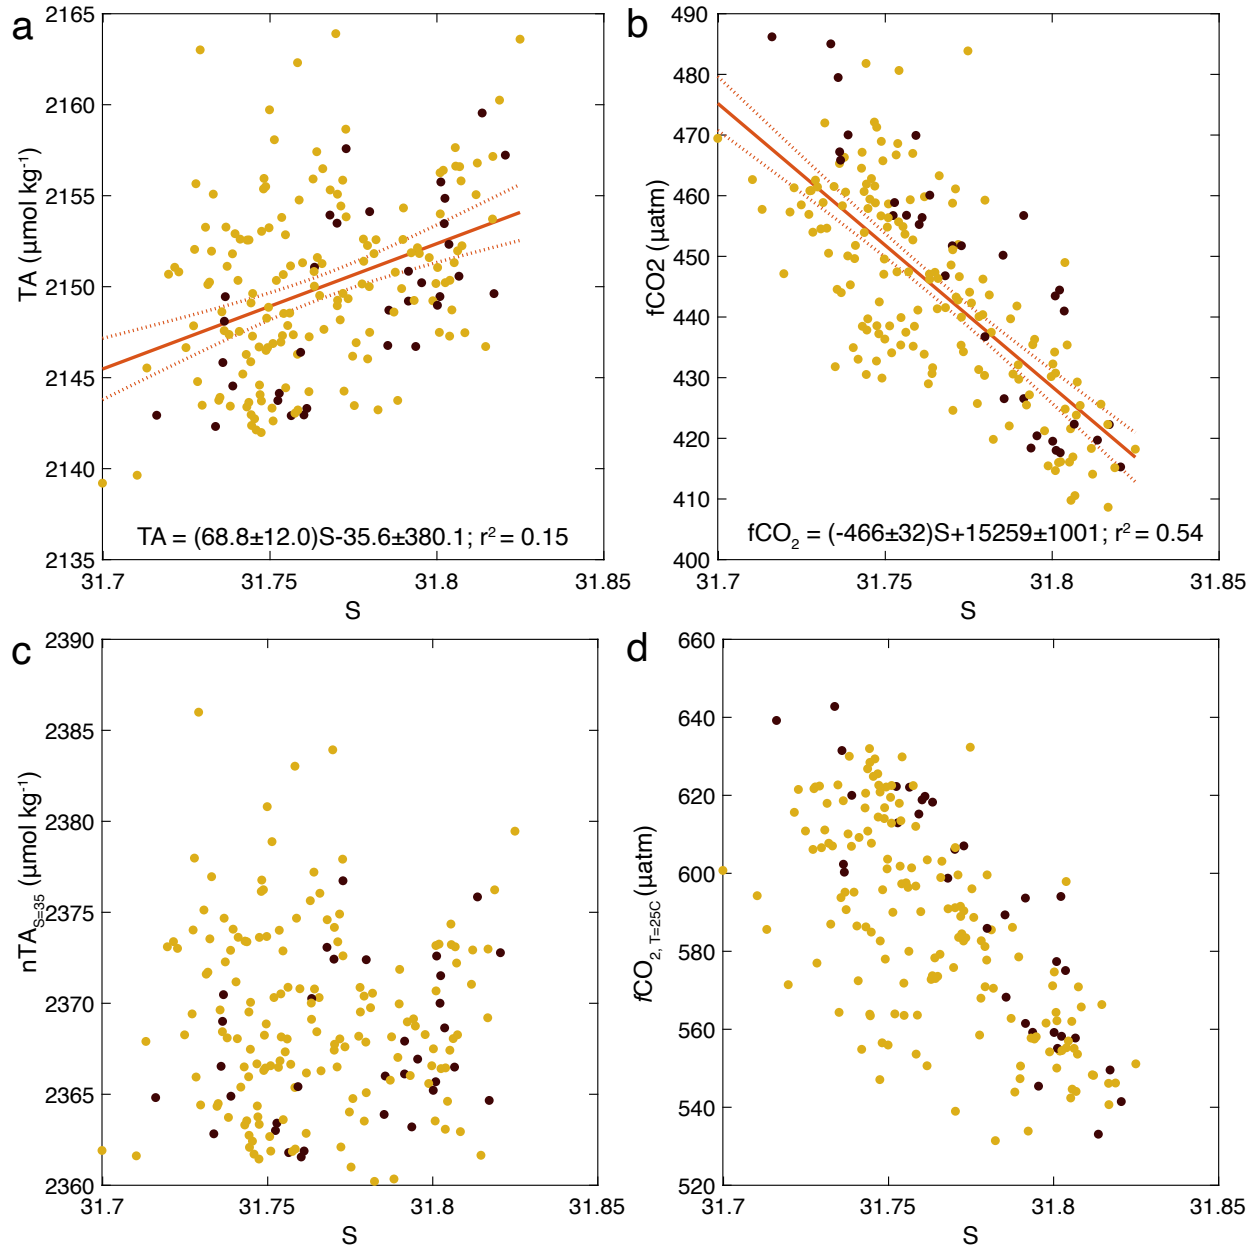 a
2165
2160
2155
2150
2145
2140
2135
TA (μmol kg⁻¹)
TA = (68.8±12.0)S-35.6±380.1; r² = 0.15
31.7 31.75 31.8 31.85
S
b
490
480
470
460
450
440
430
420
410
400
fCO2 (μatm)
fCO₂ = (-466±32)S+15259±1001; r² = 0.54
31.7 31.75 31.8 31.85
S
c
2390
2385
2380
2375
2370
2365
2360
nTA_S=35 (μmol kg⁻¹)
31.7 31.75 31.8 31.85
S
d
660
640
620
600
580
560
540
520
fCO₂, T=25C (μatm)
31.7 31.75 31.8 31.85
S